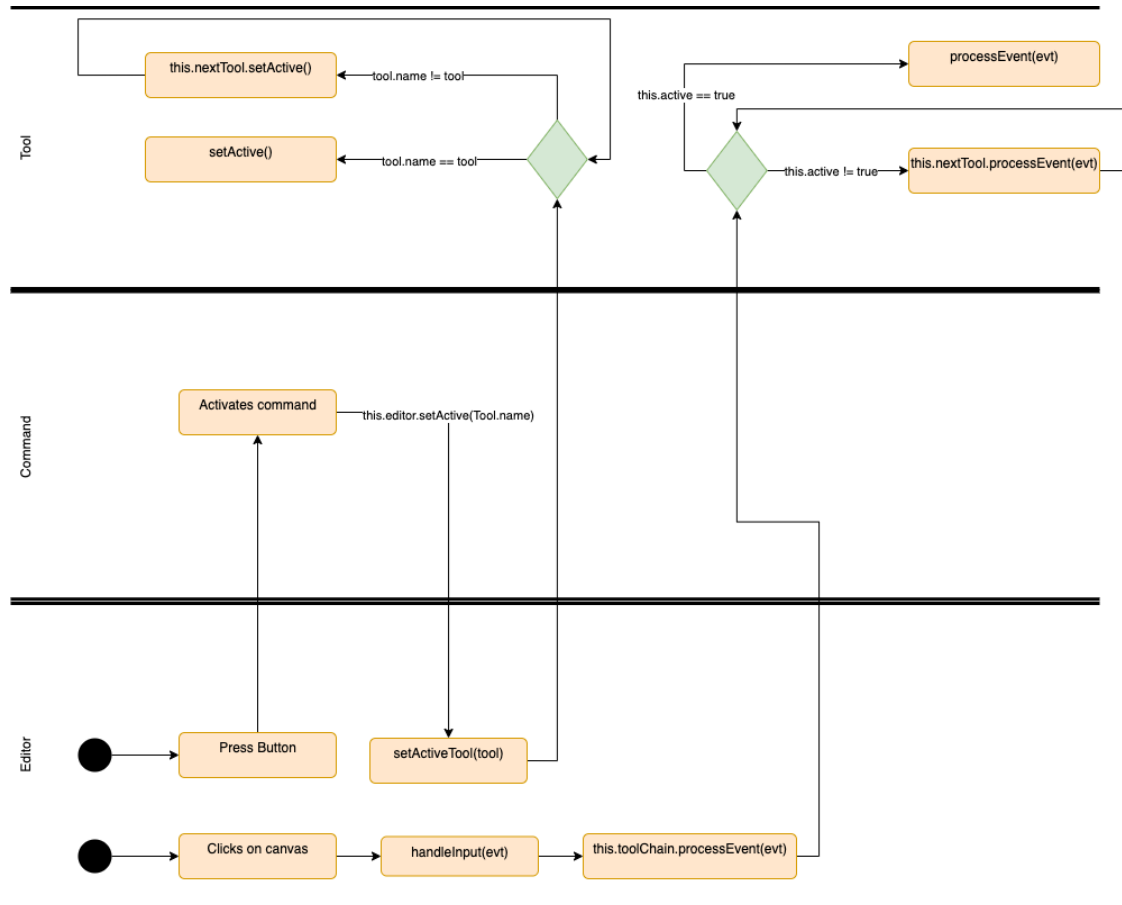 Tool
this.nextTool.setActive()
tool.name != tool
setActive()
tool.name == tool
processEvent(evt)
this.active == true
this.nextTool.processEvent(evt)
this.active != true
Command
Activates command
this.editor.setActive(Tool.name)
Editor
Press Button
setActiveTool(tool)
Clicks on canvas
handleInput(evt)
this.toolChain.processEvent(evt)